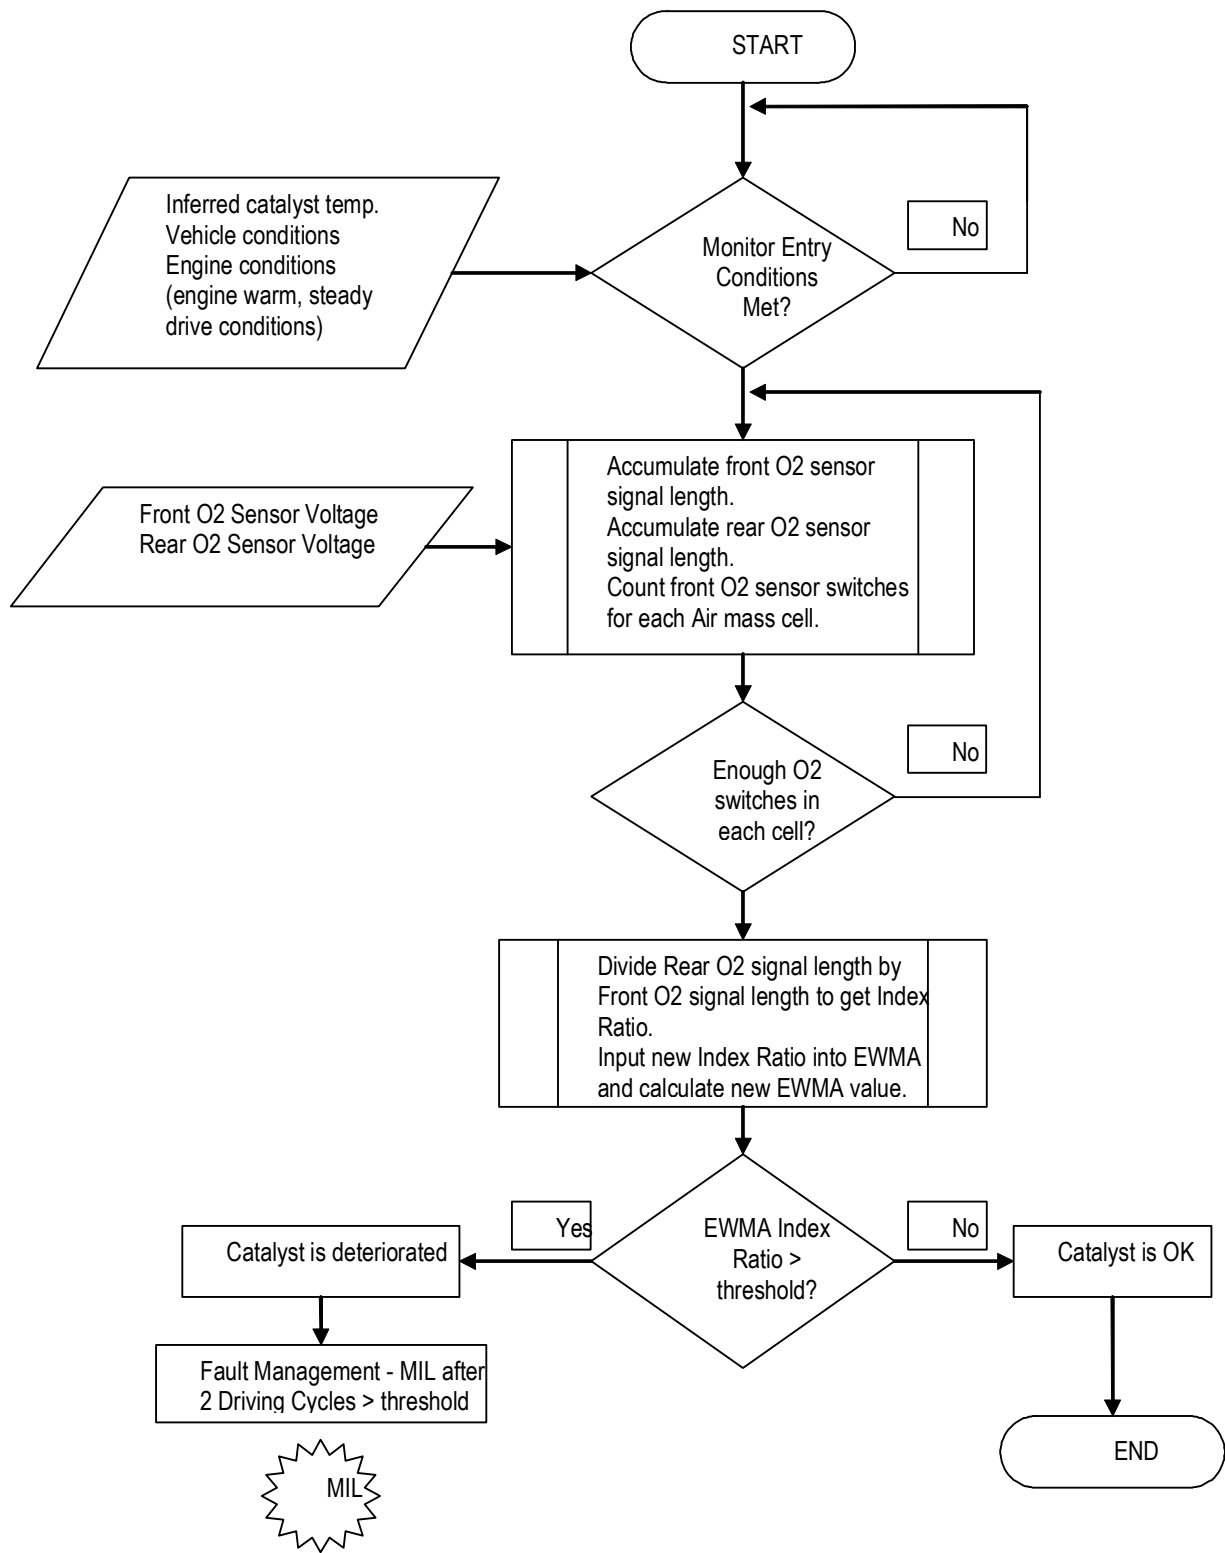 START
Inferred catalyst temp.
Vehicle conditions
Engine conditions
(engine warm, steady
drive conditions)
Monitor Entry
Conditions
Met?
No
Front O2 Sensor Voltage
Rear O2 Sensor Voltage
Accumulate front O2 sensor
signal length.
Accumulate rear O2 sensor
signal length.
Count front O2 sensor switches
for each Air mass cell.
Enough O2
switches in
each cell?
No
Divide Rear O2 signal length by
Front O2 signal length to get Index
Ratio.
Input new Index Ratio into EWMA
and calculate new EWMA value.
Yes
EWMA Index
Ratio >
threshold?
No
Catalyst is deteriorated
Catalyst is OK
Fault Management - MIL after
2 Driving Cycles > threshold
MIL
END